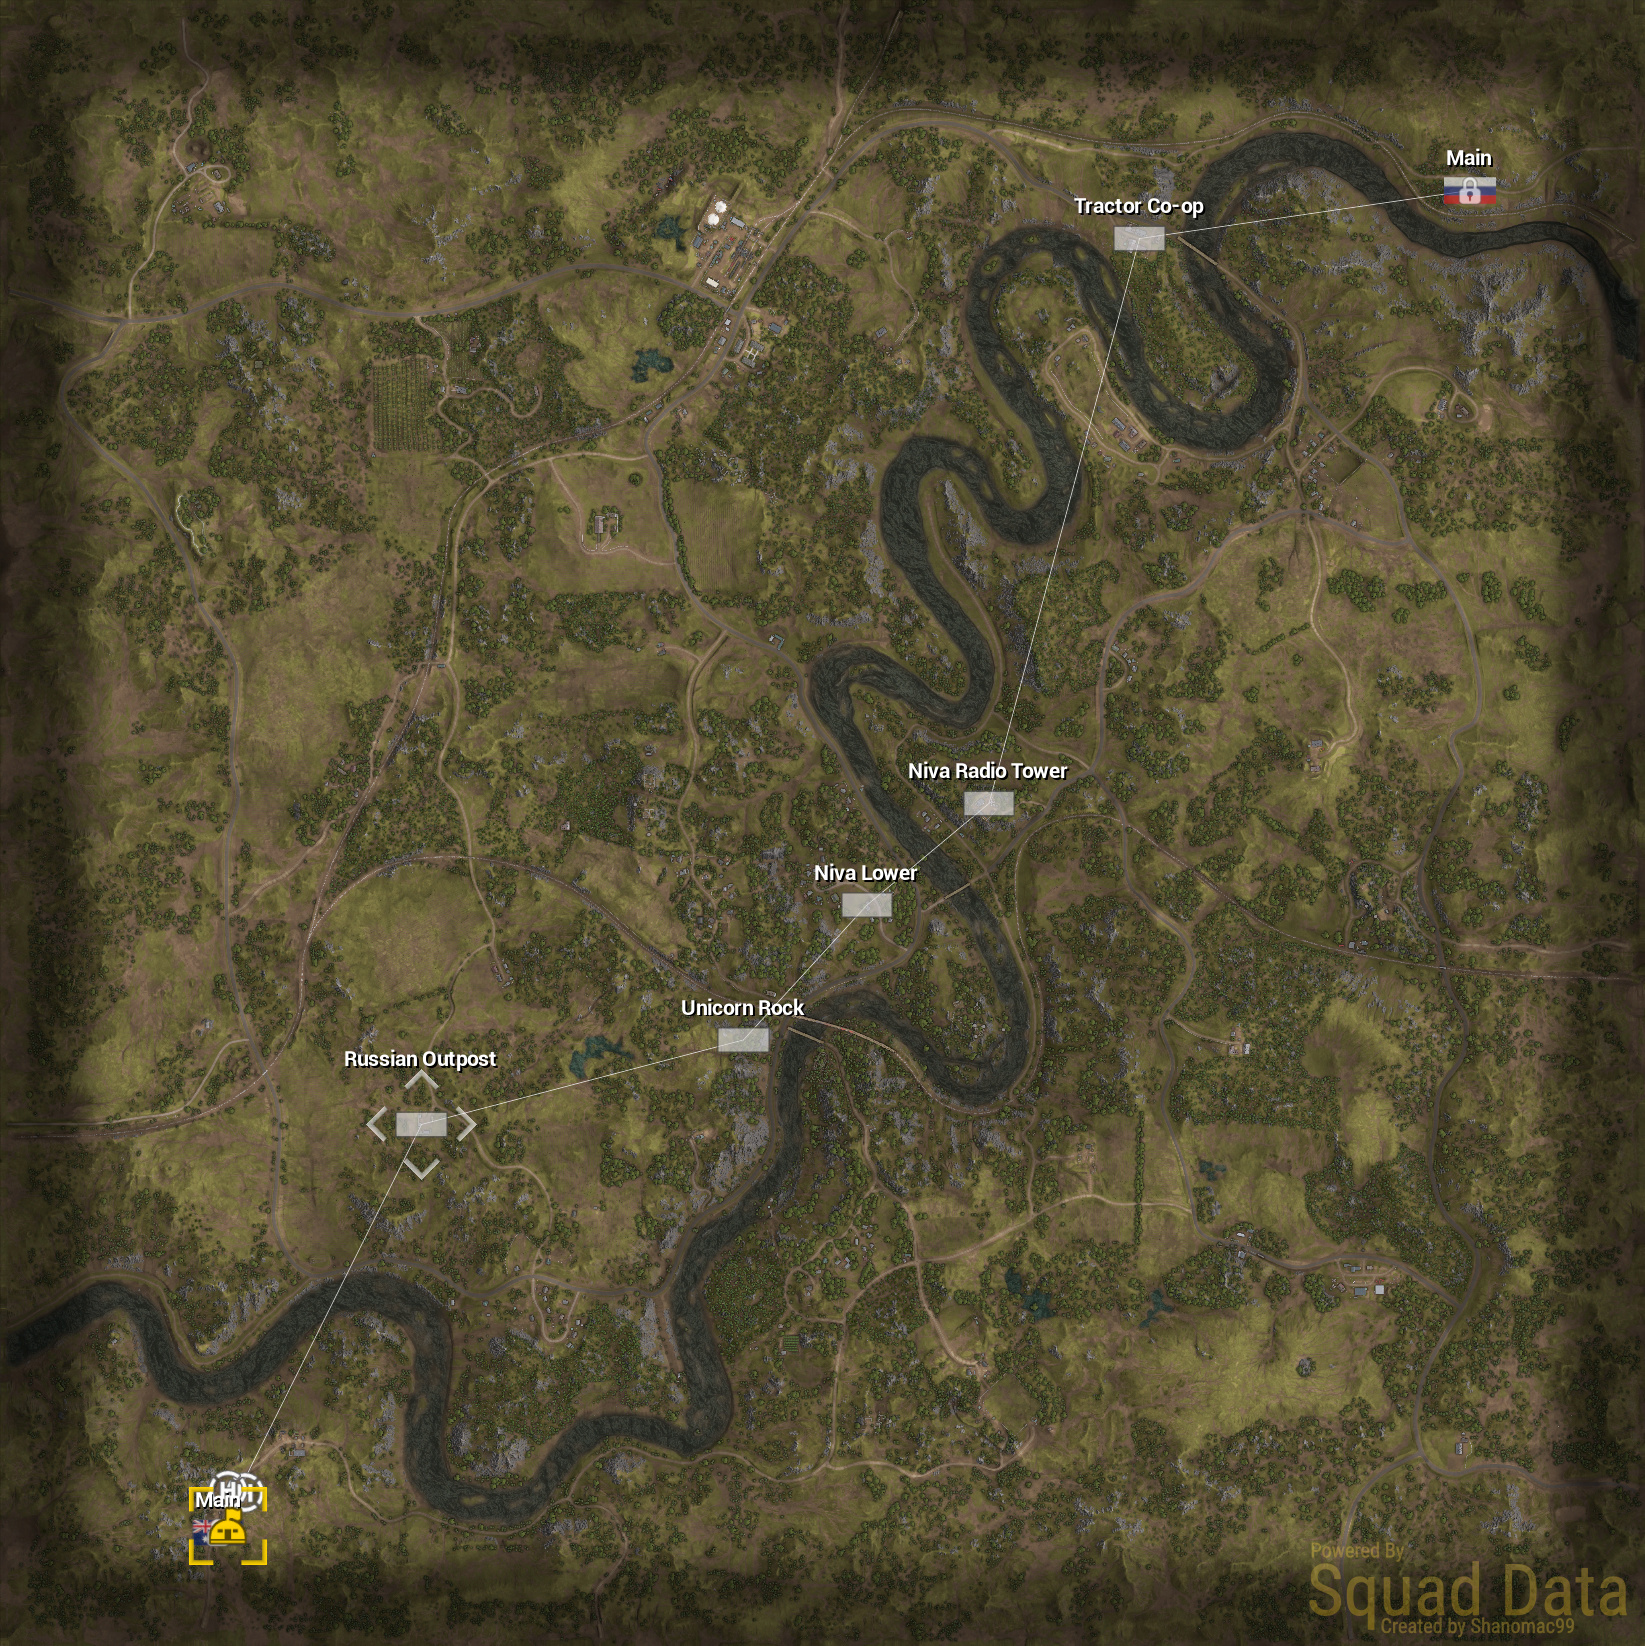 Main
Tractor Co-op
Niva Radio Tower
Niva Lower
Unicorn Rock
Russian Outpost
Main
Powered By
Squad Data
Created by Shanomac99